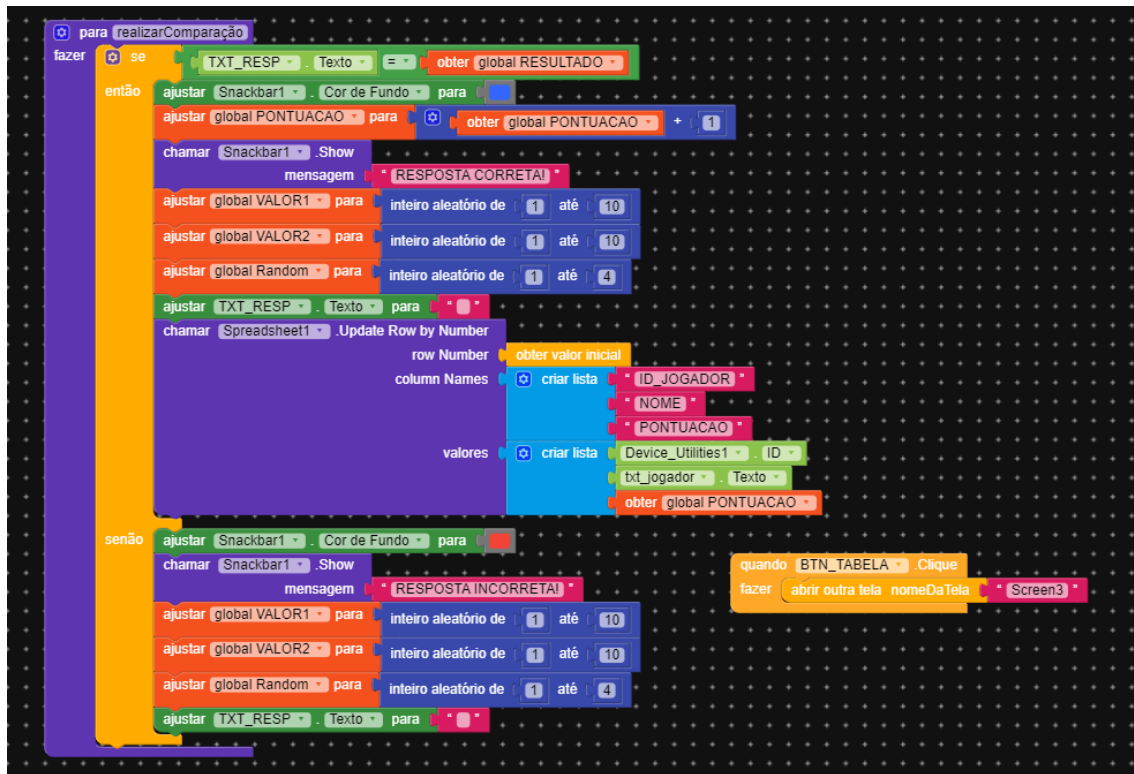 para realizarComparação
fazer se TXT_RESP . Texto = obter global RESULTADO
então ajustar Snackbar1 . Cor de Fundo para
ajustar global PONTUACAO para obter global PONTUACAO + 1
chamar Snackbar1 .Show
mensagem " RESPOSTA CORRETA! "
ajustar global VALOR1 para inteiro aleatório de 1 até 10
ajustar global VALOR2 para inteiro aleatório de 1 até 10
ajustar global Random para inteiro aleatório de 1 até 4
ajustar TXT_RESP . Texto para " "
chamar Spreadsheet1 .Update Row by Number
row Number obter valor inicial
column Names criar lista " ID_JOGADOR "
" NOME "
" PONTUACAO "
valores criar lista Device_Utilities1 . ID
txt_jogador . Texto
obter global PONTUACAO
senão ajustar Snackbar1 . Cor de Fundo para
chamar Snackbar1 .Show
mensagem " RESPOSTA INCORRETA! "
ajustar global VALOR1 para inteiro aleatório de 1 até 10
ajustar global VALOR2 para inteiro aleatório de 1 até 10
ajustar global Random para inteiro aleatório de 1 até 4
ajustar TXT_RESP . Texto para " "
quando BTN_TABELA .Clique
fazer abrir outra tela nomeDaTela " Screen3 "